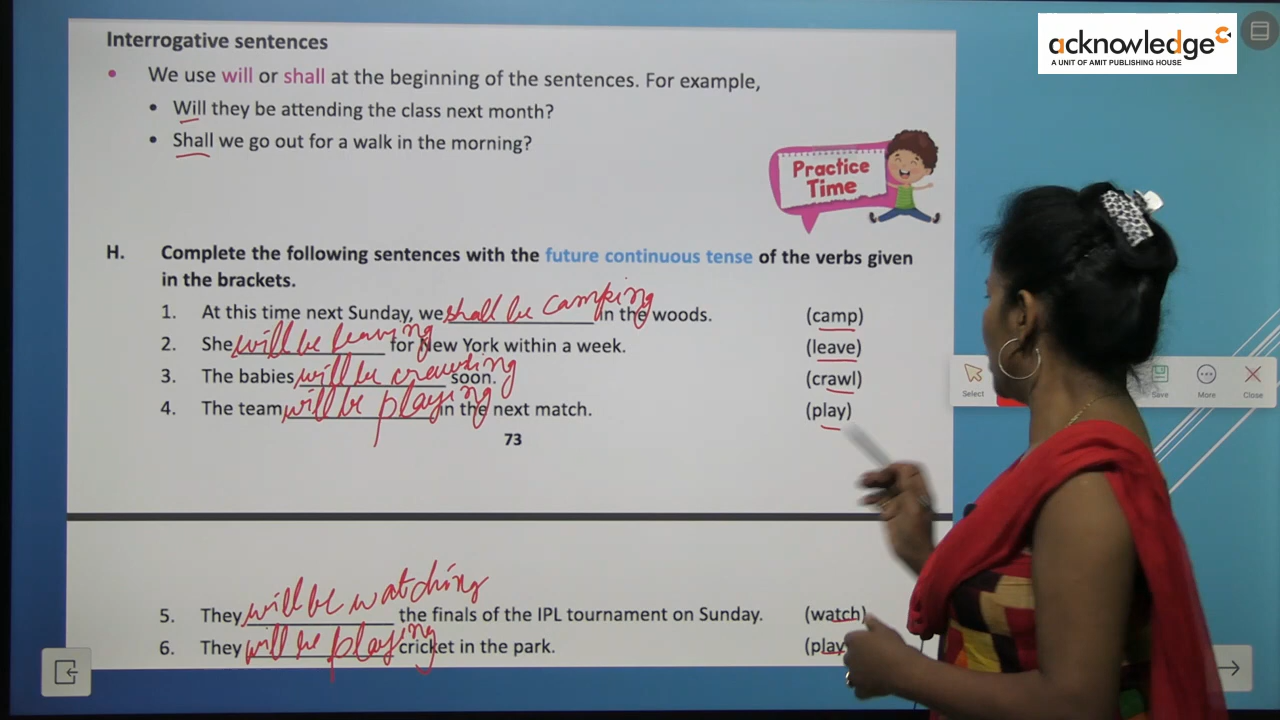 acknowledge
A UNIT OF AMIT PUBLISHING HOUSE
Interrogative sentences
• We use will or shall at the beginning of the sentences. For example,
• Will they be attending the class next month?
• Shall we go out for a walk in the morning?
Practice
Time
H. Complete the following sentences with the future continuous tense of the verbs given
in the brackets.
1. At this time next Sunday, we shall be camping in the woods. (camp)
2. She will be leaving for New York within a week. (leave)
3. The babies will be crawling soon. (crawl)
4. The team will be playing in the next match. (play)
73
5. They will be watching the finals of the IPL tournament on Sunday. (watch)
6. They will be playing cricket in the park. (play
Select
Save
More
Close